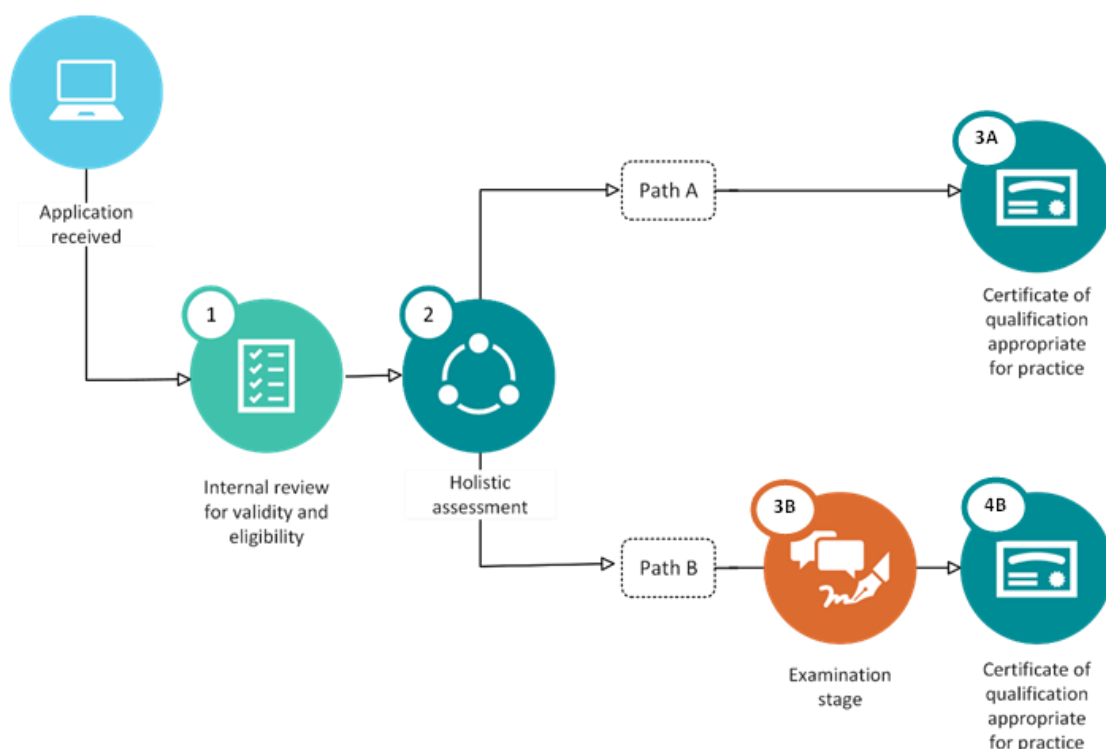 Application
received
1
Internal review
for validity and
eligibility
2
Holistic
assessment
Path A
3A
Certificate of
qualification
appropriate
for practice
Path B
3B
Examination
stage
4B
Certificate of
qualification
appropriate
for practice